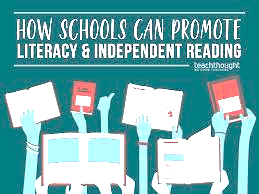 HOW SCHOOLS CAN PROMOTE
LITERACY & INDEPENDENT READING
teachthought